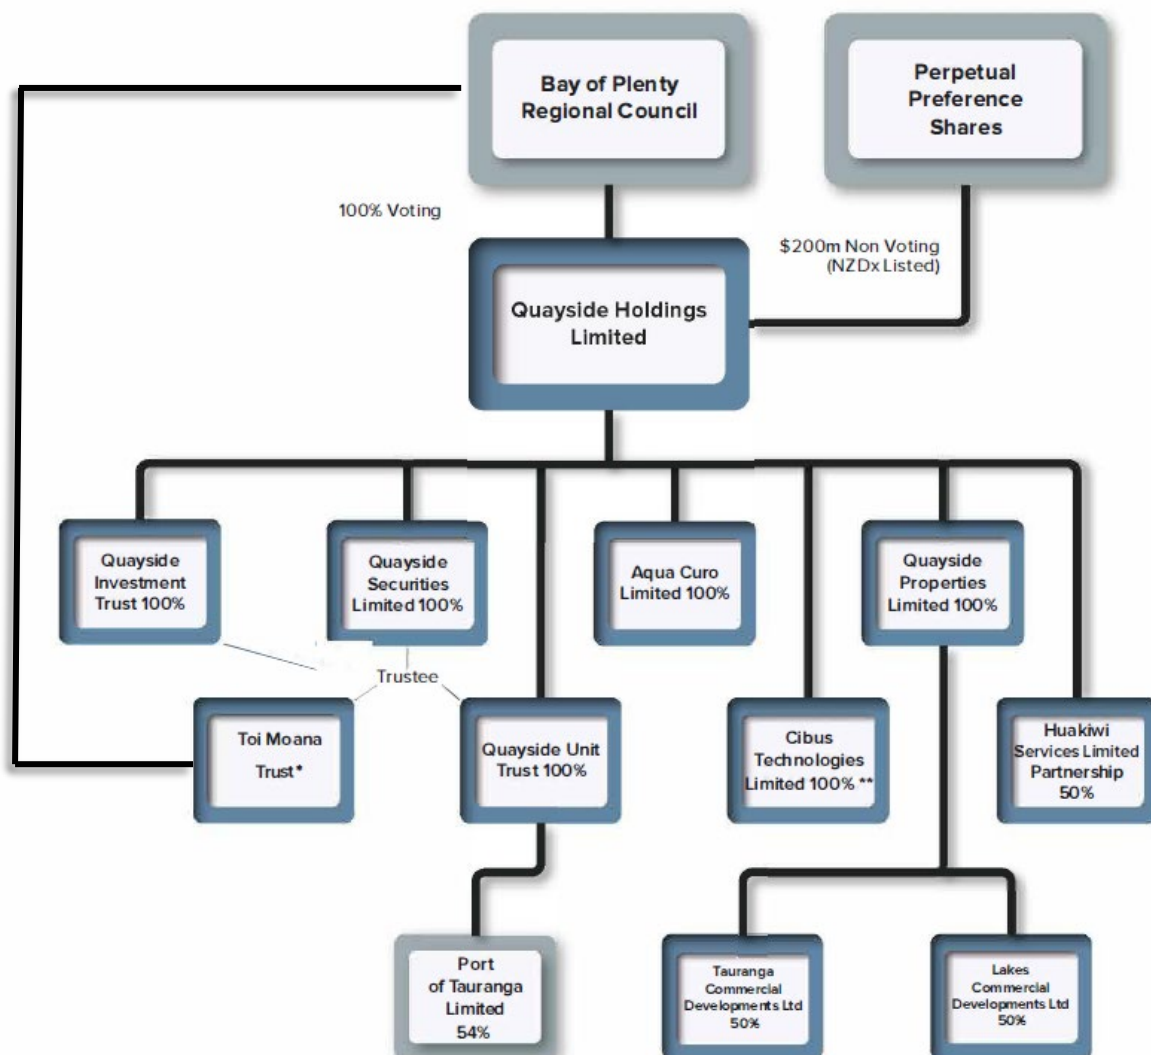 Bay of Plenty
Regional Council
Perpetual
Preference
Shares
100% Voting
$200m Non Voting
(NZDx Listed)
Quayside Holdings
Limited
Quayside
Investment
Trust 100%
Quayside
Securities
Limited 100%
Aqua Curo
Limited 100%
Quayside
Properties
Limited 100%
Trustee
Toi Moana
Trust*
Quayside Unit
Trust 100%
Cibus
Technologies
Limited 100% **
Huakiwi
Services Limited
Partnership
50%
Port
of Tauranga
Limited
54%
Tauranga
Commercial
Developments Ltd
50%
Lakes
Commercial
Developments Ltd
50%